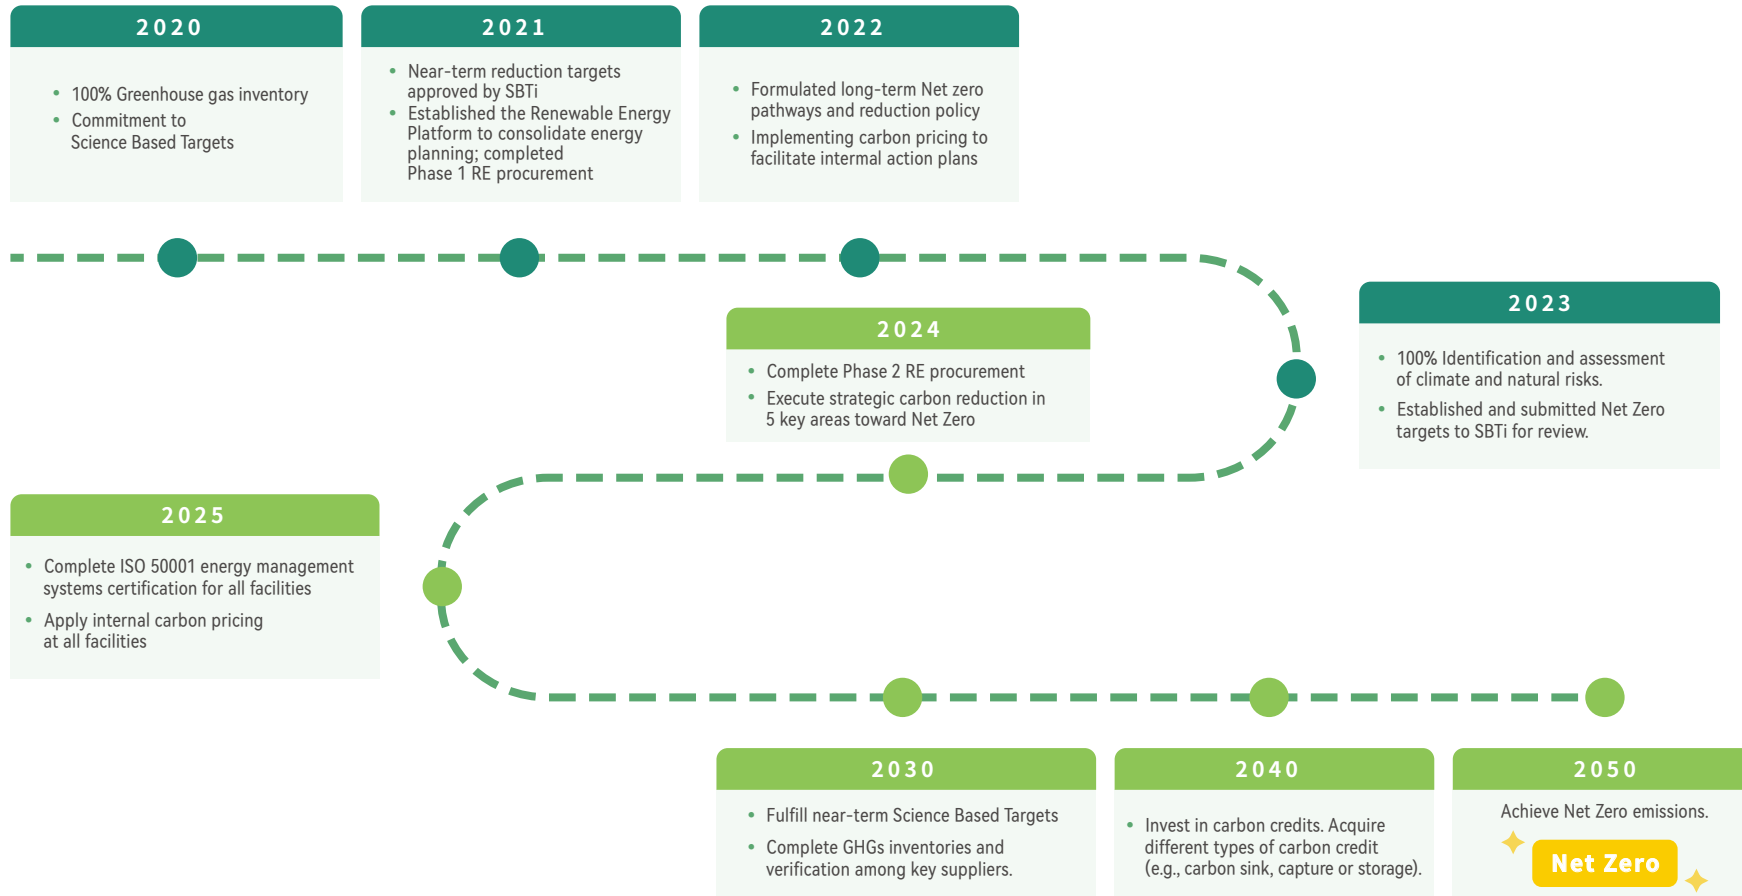 2020
• 100% Greenhouse gas inventory
• Commitment to
Science Based Targets
2021
• Near-term reduction targets
approved by SBTi
• Established the Renewable Energy
Platform to consolidate energy
planning; completed
Phase 1 RE procurement
2022
• Formulated long-term Net zero
pathways and reduction policy
• Implementing carbon pricing to
facilitate intermal action plans
2023
• 100% Identification and assessment
of climate and natural risks.
• Established and submitted Net Zero
targets to SBTi for review.
2024
• Complete Phase 2 RE procurement
• Execute strategic carbon reduction in
5 key areas toward Net Zero
2025
• Complete ISO 50001 energy management
systems certification for all facilities
• Apply internal carbon pricing
at all facilities
2030
• Fulfill near-term Science Based Targets
• Complete GHGs inventories and
verification among key suppliers.
2040
• Invest in carbon credits. Acquire
different types of carbon credit
(e.g., carbon sink, capture or storage).
2050
Achieve Net Zero emissions.
Net Zero